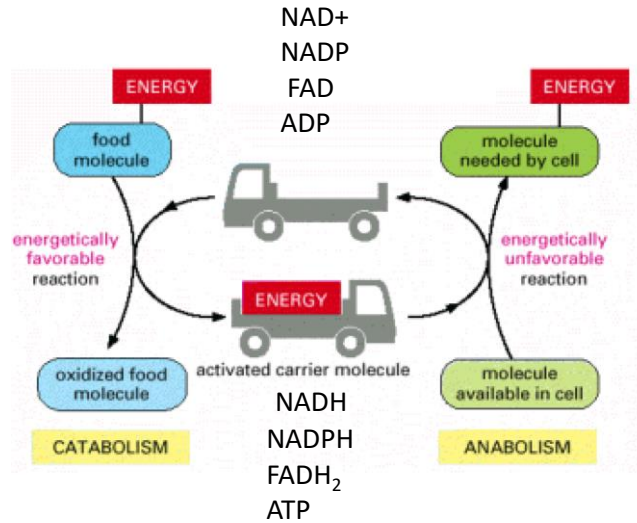 NAD+
NADP
FAD
ADP
ENERGY
ENERGY
food
molecule
molecule
needed by cell
energetically
favorable
reaction
energetically
unfavorable
reaction
ENERGY
activated carrier molecule
oxidized food
molecule
molecule
available in cell
NADH
NADPH
FADH₂
ATP
CATABOLISM
ANABOLISM